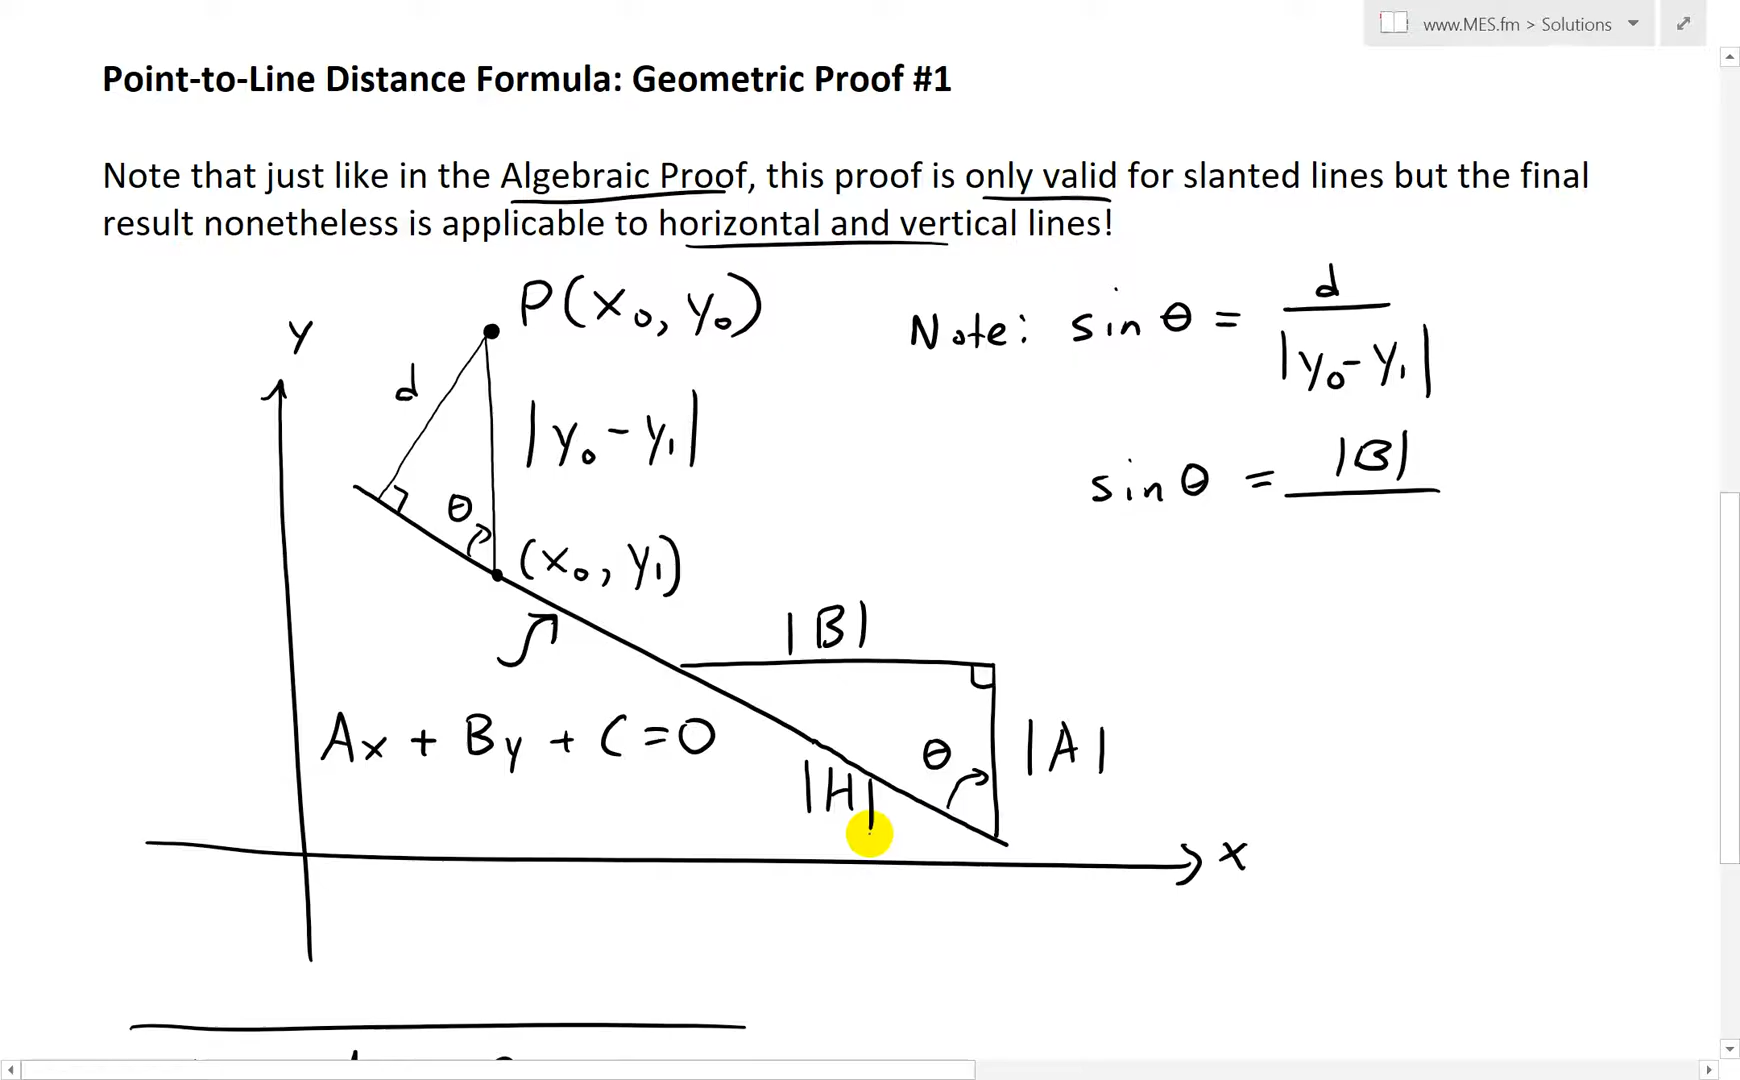 www.MES.fm > Solutions
Point-to-Line Distance Formula: Geometric Proof #1
Note that just like in the Algebraic Proof, this proof is only valid for slanted lines but the final
result nonetheless is applicable to horizontal and vertical lines!
P(x₀, y₀)
Note: sin θ = d / |y₀ - y₁|
y
d
|y₀ - y₁|
sin θ = |B|
θ
(x₀, y₁)
|B|
Ax + By + C = 0
θ
|A|
|H|
x